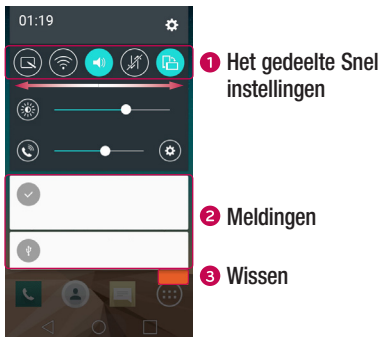 01:19
1 Het gedeelte Snel
instellingen
2 Meldingen
3 Wissen